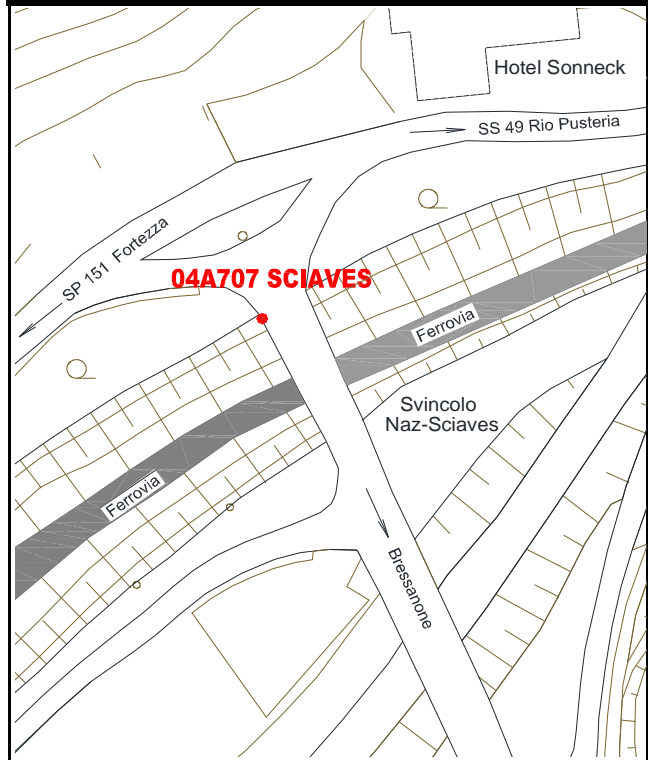 Hotel Sonneck
SS 49 Rio Pusteria
SP 151 Fortezza
04A707 SCIAVES
Ferrovia
Svincolo
Naz-Sciaves
Ferrovia
Bressanone